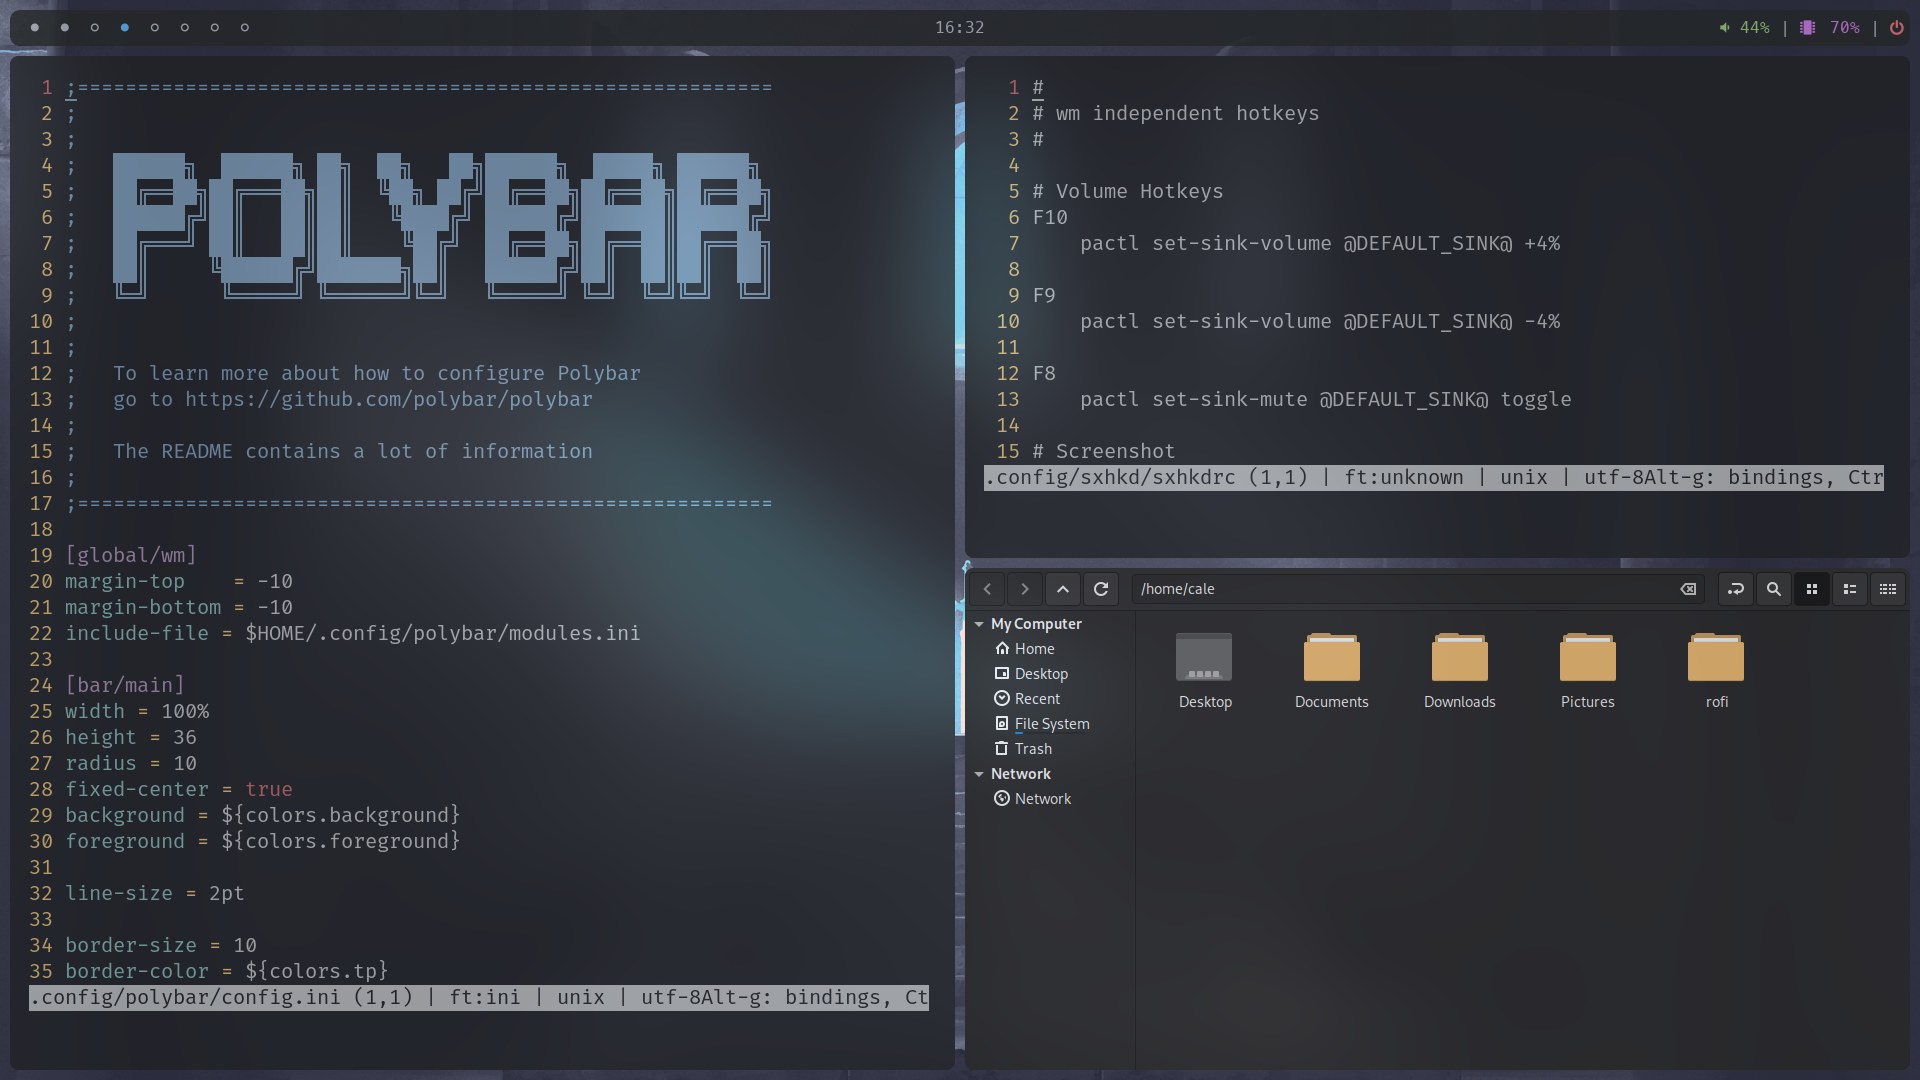 16:32
44% | 70% |
1 ;==========================================================
2 ;
3 ;
4 ;
5 ;
6 ;
7 ;
8 ;
9 ;
POLYBAR
10 ;
11 ;
12 ;   To learn more about how to configure Polybar
13 ;   go to https://github.com/polybar/polybar
14 ;
15 ;   The README contains a lot of information
16 ;
17 ;==========================================================
18
19 [global/wm]
20 margin-top    = -10
21 margin-bottom = -10
22 include-file = $HOME/.config/polybar/modules.ini
23
24 [bar/main]
25 width = 100%
26 height = 36
27 radius = 10
28 fixed-center = true
29 background = ${colors.background}
30 foreground = ${colors.foreground}
31
32 line-size = 2pt
33
34 border-size = 10
35 border-color = ${colors.tp}
.config/polybar/config.ini (1,1) | ft:ini | unix | utf-8Alt-g: bindings, Ct
1 #
2 # wm independent hotkeys
3 #
4
5 # Volume Hotkeys
6 F10
7     pactl set-sink-volume @DEFAULT_SINK@ +4%
8
9 F9
10     pactl set-sink-volume @DEFAULT_SINK@ -4%
11
12 F8
13     pactl set-sink-mute @DEFAULT_SINK@ toggle
14
15 # Screenshot
.config/sxhkd/sxhkdrc (1,1) | ft:unknown | unix | utf-8Alt-g: bindings, Ctr
/home/cale
My Computer
Home
Desktop
Recent
File System
Trash
Network
Network
Desktop
Documents
Downloads
Pictures
rofi